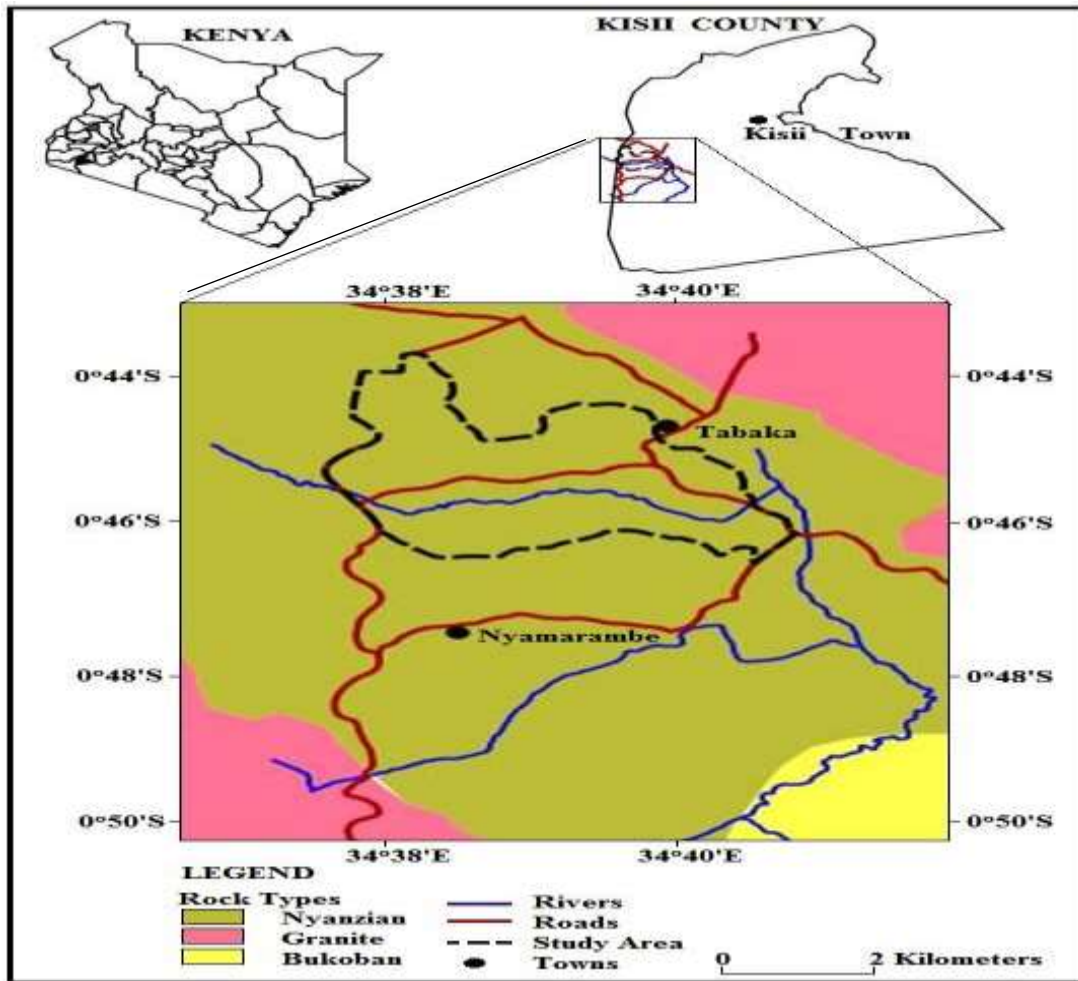 KENYA
KISII COUNTY
Kisii Town
34°38'E 34°40'E
0°44'S 0°44'S
Tabaka
0°46'S 0°46'S
Nyamarambe
0°48'S 0°48'S
0°50'S 0°50'S
34°38'E 34°40'E
LEGEND
Rock Types
Nyanzian
Granite
Bukoban
Rivers
Roads
Study Area
Towns
0 2 Kilometers